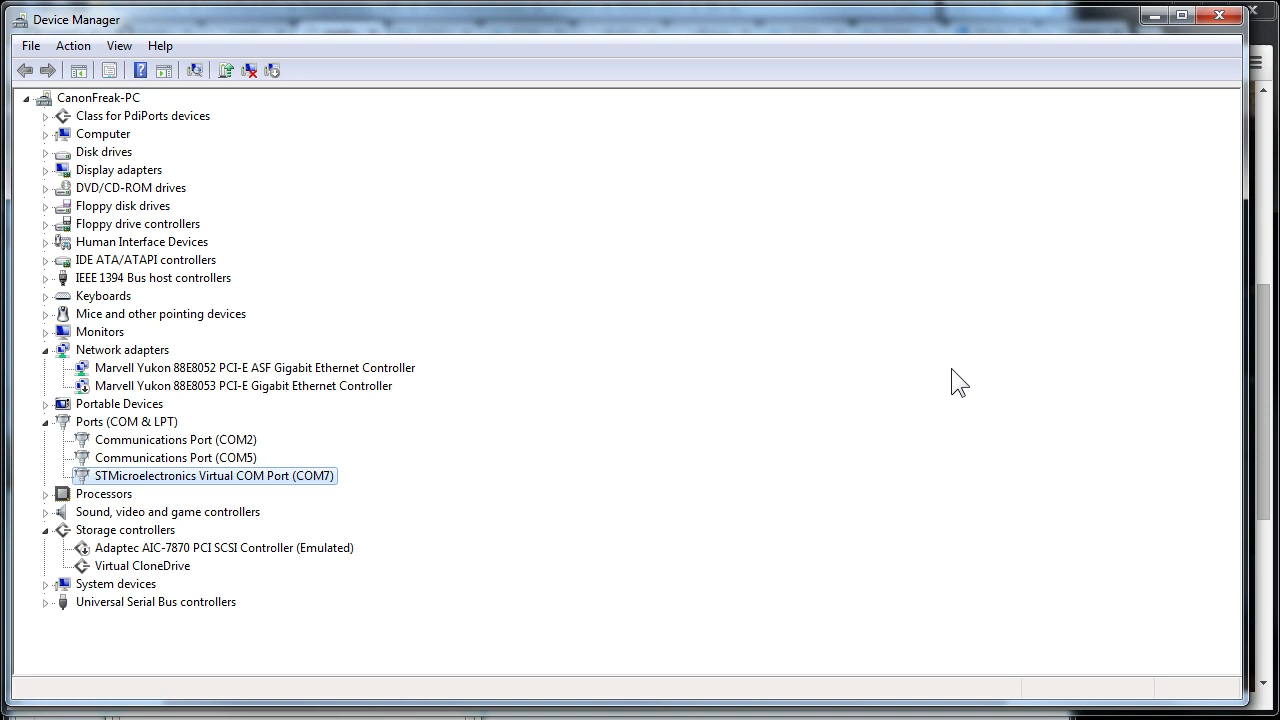 Device Manager
File Action View Help
CanonFreak-PC
Class for PdiPorts devices
Computer
Disk drives
Display adapters
DVD/CD-ROM drives
Floppy disk drives
Floppy drive controllers
Human Interface Devices
IDE ATA/ATAPI controllers
IEEE 1394 Bus host controllers
Keyboards
Mice and other pointing devices
Monitors
Network adapters
Marvell Yukon 88E8052 PCI-E ASF Gigabit Ethernet Controller
Marvell Yukon 88E8053 PCI-E Gigabit Ethernet Controller
Portable Devices
Ports (COM & LPT)
Communications Port (COM2)
Communications Port (COM5)
STMicroelectronics Virtual COM Port (COM7)
Processors
Sound, video and game controllers
Storage controllers
Adaptec AIC-7870 PCI SCSI Controller (Emulated)
Virtual CloneDrive
System devices
Universal Serial Bus controllers